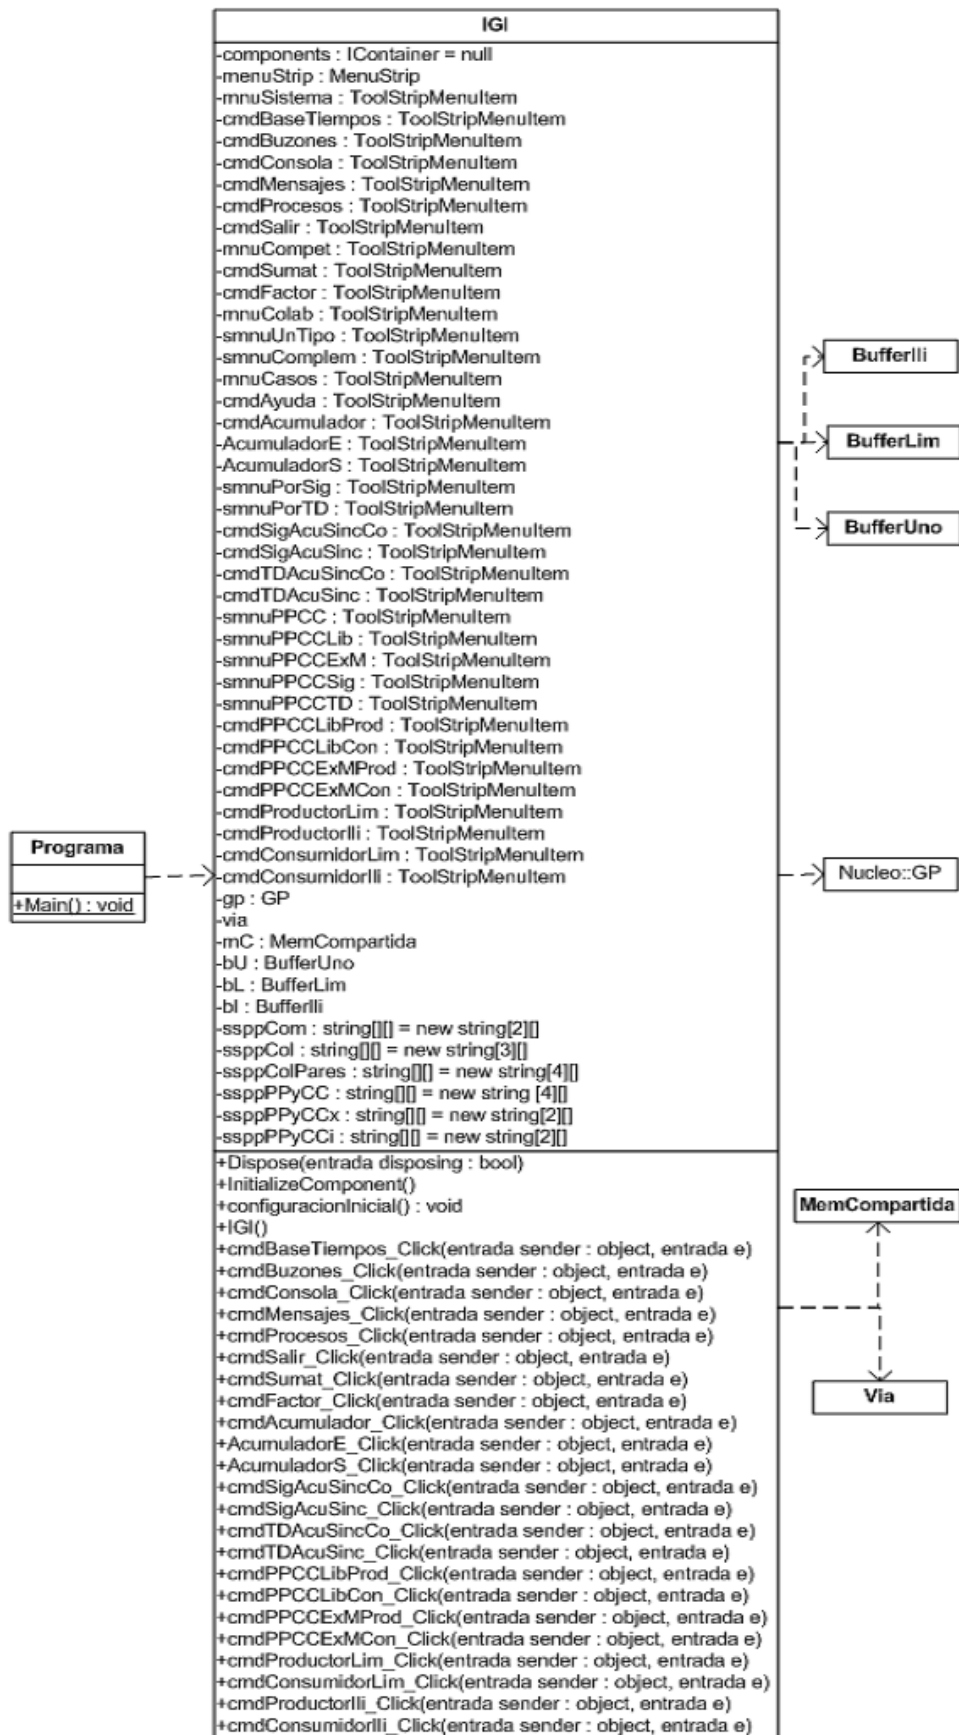 IGI
-components : IContainer = null
-menuStrip : MenuStrip
-mnuSistema : ToolStripMenuItem
-cmdBaseTiempos : ToolStripMenuItem
-cmdBuzones : ToolStripMenuItem
-cmdConsola : ToolStripMenuItem
-cmdMensajes : ToolStripMenuItem
-cmdProcesos : ToolStripMenuItem
-cmdSalir : ToolStripMenuItem
-mnuCompet : ToolStripMenuItem
-cmdSumat : ToolStripMenuItem
-cmdFactor : ToolStripMenuItem
-mnuColab : ToolStripMenuItem
-smnuUnTipo : ToolStripMenuItem
-smnuComplem : ToolStripMenuItem
-mnuCasos : ToolStripMenuItem
-cmdAyuda : ToolStripMenuItem
-cmdAcumulador : ToolStripMenuItem
-AcumuladorE : ToolStripMenuItem
-AcumuladorS : ToolStripMenuItem
-smnuPorSig : ToolStripMenuItem
-smnuPorTD : ToolStripMenuItem
-cmdSigAcuSincCo : ToolStripMenuItem
-cmdSigAcuSinc : ToolStripMenuItem
-cmdTDAcuSincCo : ToolStripMenuItem
-cmdTDAcuSinc : ToolStripMenuItem
-smnuPPCC : ToolStripMenuItem
-smnuPPCCLib : ToolStripMenuItem
-smnuPPCCExM : ToolStripMenuItem
-smnuPPCCSig : ToolStripMenuItem
-smnuPPCCTD : ToolStripMenuItem
-cmdPPCCLibProd : ToolStripMenuItem
-cmdPPCCLibCon : ToolStripMenuItem
-cmdPPCCExMProd : ToolStripMenuItem
-cmdPPCCExMCon : ToolStripMenuItem
-cmdProductorLim : ToolStripMenuItem
-cmdProductorIli : ToolStripMenuItem
-cmdConsumidorLim : ToolStripMenuItem
-cmdConsumidorIli : ToolStripMenuItem
-gp : GP
-via
-mC : MemCompartida
-bU : BufferUno
-bL : BufferLim
-bI : BufferIli
-ssppCom : string[][] = new string[2][]
-ssppCol : string[][] = new string[3][]
-ssppColPares : string[][] = new string[4][]
-ssppPPyCC : string[][] = new string [4][]
-ssppPPyCCx : string[][] = new string[2][]
-ssppPPyCCi : string[][] = new string[2][]
+Dispose(entrada disposing : bool)
+InitializeComponent()
+configuracionInicial() : void
+IGI()
+cmdBaseTiempos_Click(entrada sender : object, entrada e)
+cmdBuzones_Click(entrada sender : object, entrada e)
+cmdConsola_Click(entrada sender : object, entrada e)
+cmdMensajes_Click(entrada sender : object, entrada e)
+cmdProcesos_Click(entrada sender : object, entrada e)
+cmdSalir_Click(entrada sender : object, entrada e)
+cmdSumat_Click(entrada sender : object, entrada e)
+cmdFactor_Click(entrada sender : object, entrada e)
+cmdAcumulador_Click(entrada sender : object, entrada e)
+AcumuladorE_Click(entrada sender : object, entrada e)
+AcumuladorS_Click(entrada sender : object, entrada e)
+cmdSigAcuSincCo_Click(entrada sender : object, entrada e)
+cmdSigAcuSinc_Click(entrada sender : object, entrada e)
+cmdTDAcuSincCo_Click(entrada sender : object, entrada e)
+cmdTDAcuSinc_Click(entrada sender : object, entrada e)
+cmdPPCCLibProd_Click(entrada sender : object, entrada e)
+cmdPPCCLibCon_Click(entrada sender : object, entrada e)
+cmdPPCCExMProd_Click(entrada sender : object, entrada e)
+cmdPPCCExMCon_Click(entrada sender : object, entrada e)
+cmdProductorLim_Click(entrada sender : object, entrada e)
+cmdConsumidorLim_Click(entrada sender : object, entrada e)
+cmdProductorIli_Click(entrada sender : object, entrada e)
+cmdConsumidorIli_Click(entrada sender : object, entrada e)
Programa
+Main() : void
BufferIli
BufferLim
BufferUno
Nucleo::GP
MemCompartida
Via